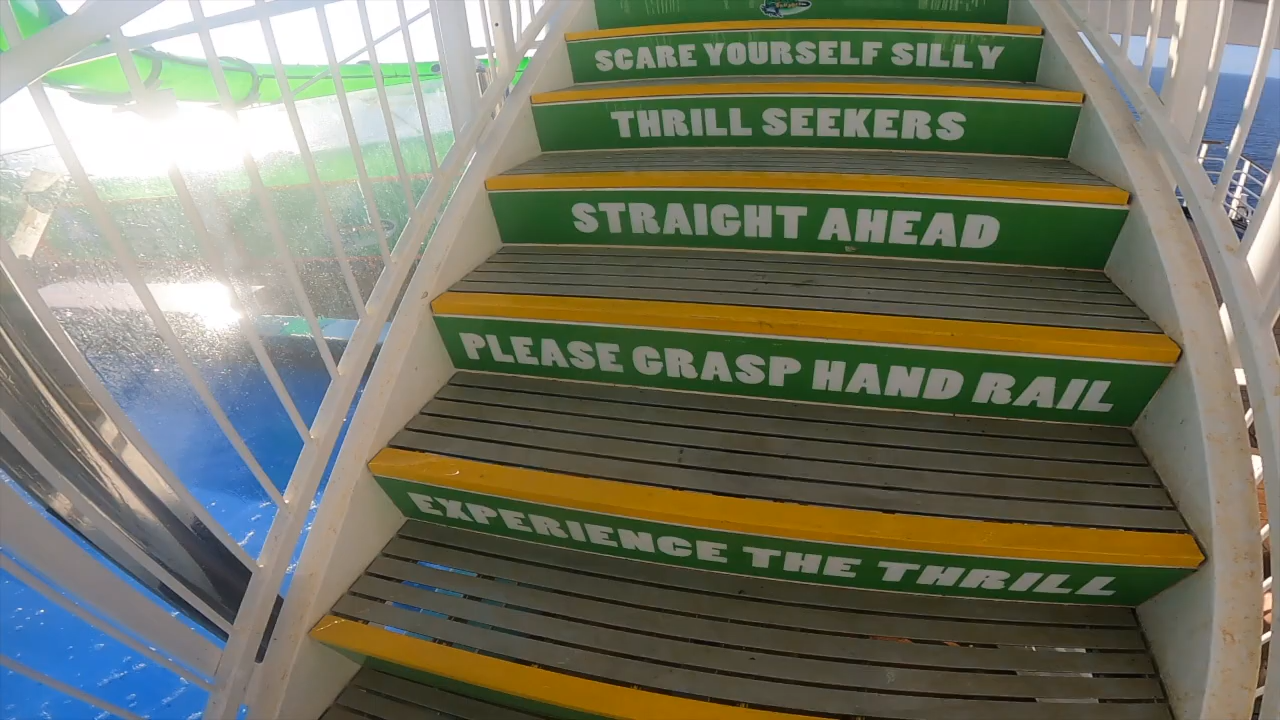 SCARE YOURSELF SILLY
THRILL SEEKERS
STRAIGHT AHEAD
PLEASE GRASP HAND RAIL
EXPERIENCE THE THRILL